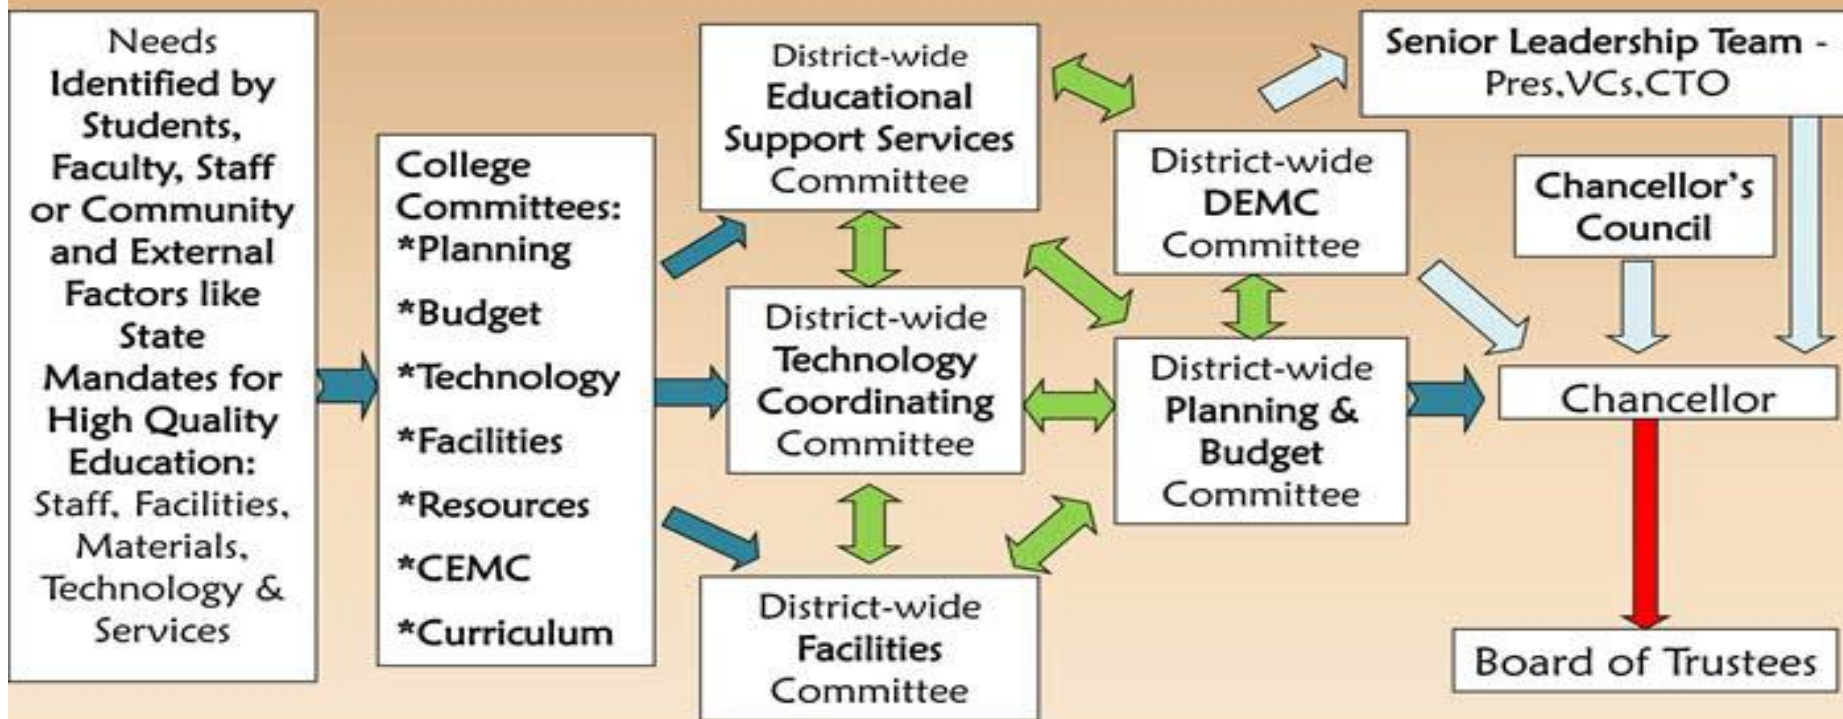 Needs
Identified by
Students,
Faculty, Staff
or Community
and External
Factors like
State
Mandates for
High Quality
Education:
Staff, Facilities,
Materials,
Technology &
Services
College
Committees:
*Planning
*Budget
*Technology
*Facilities
*Resources
*CEMC
*Curriculum
District-wide
Educational
Support Services
Committee
District-wide
Technology
Coordinating
Committee
District-wide
Facilities
Committee
District-wide
DEMC
Committee
District-wide
Planning &
Budget
Committee
Senior Leadership Team -
Pres,VCs,CTO
Chancellor's
Council
Chancellor
Board of Trustees